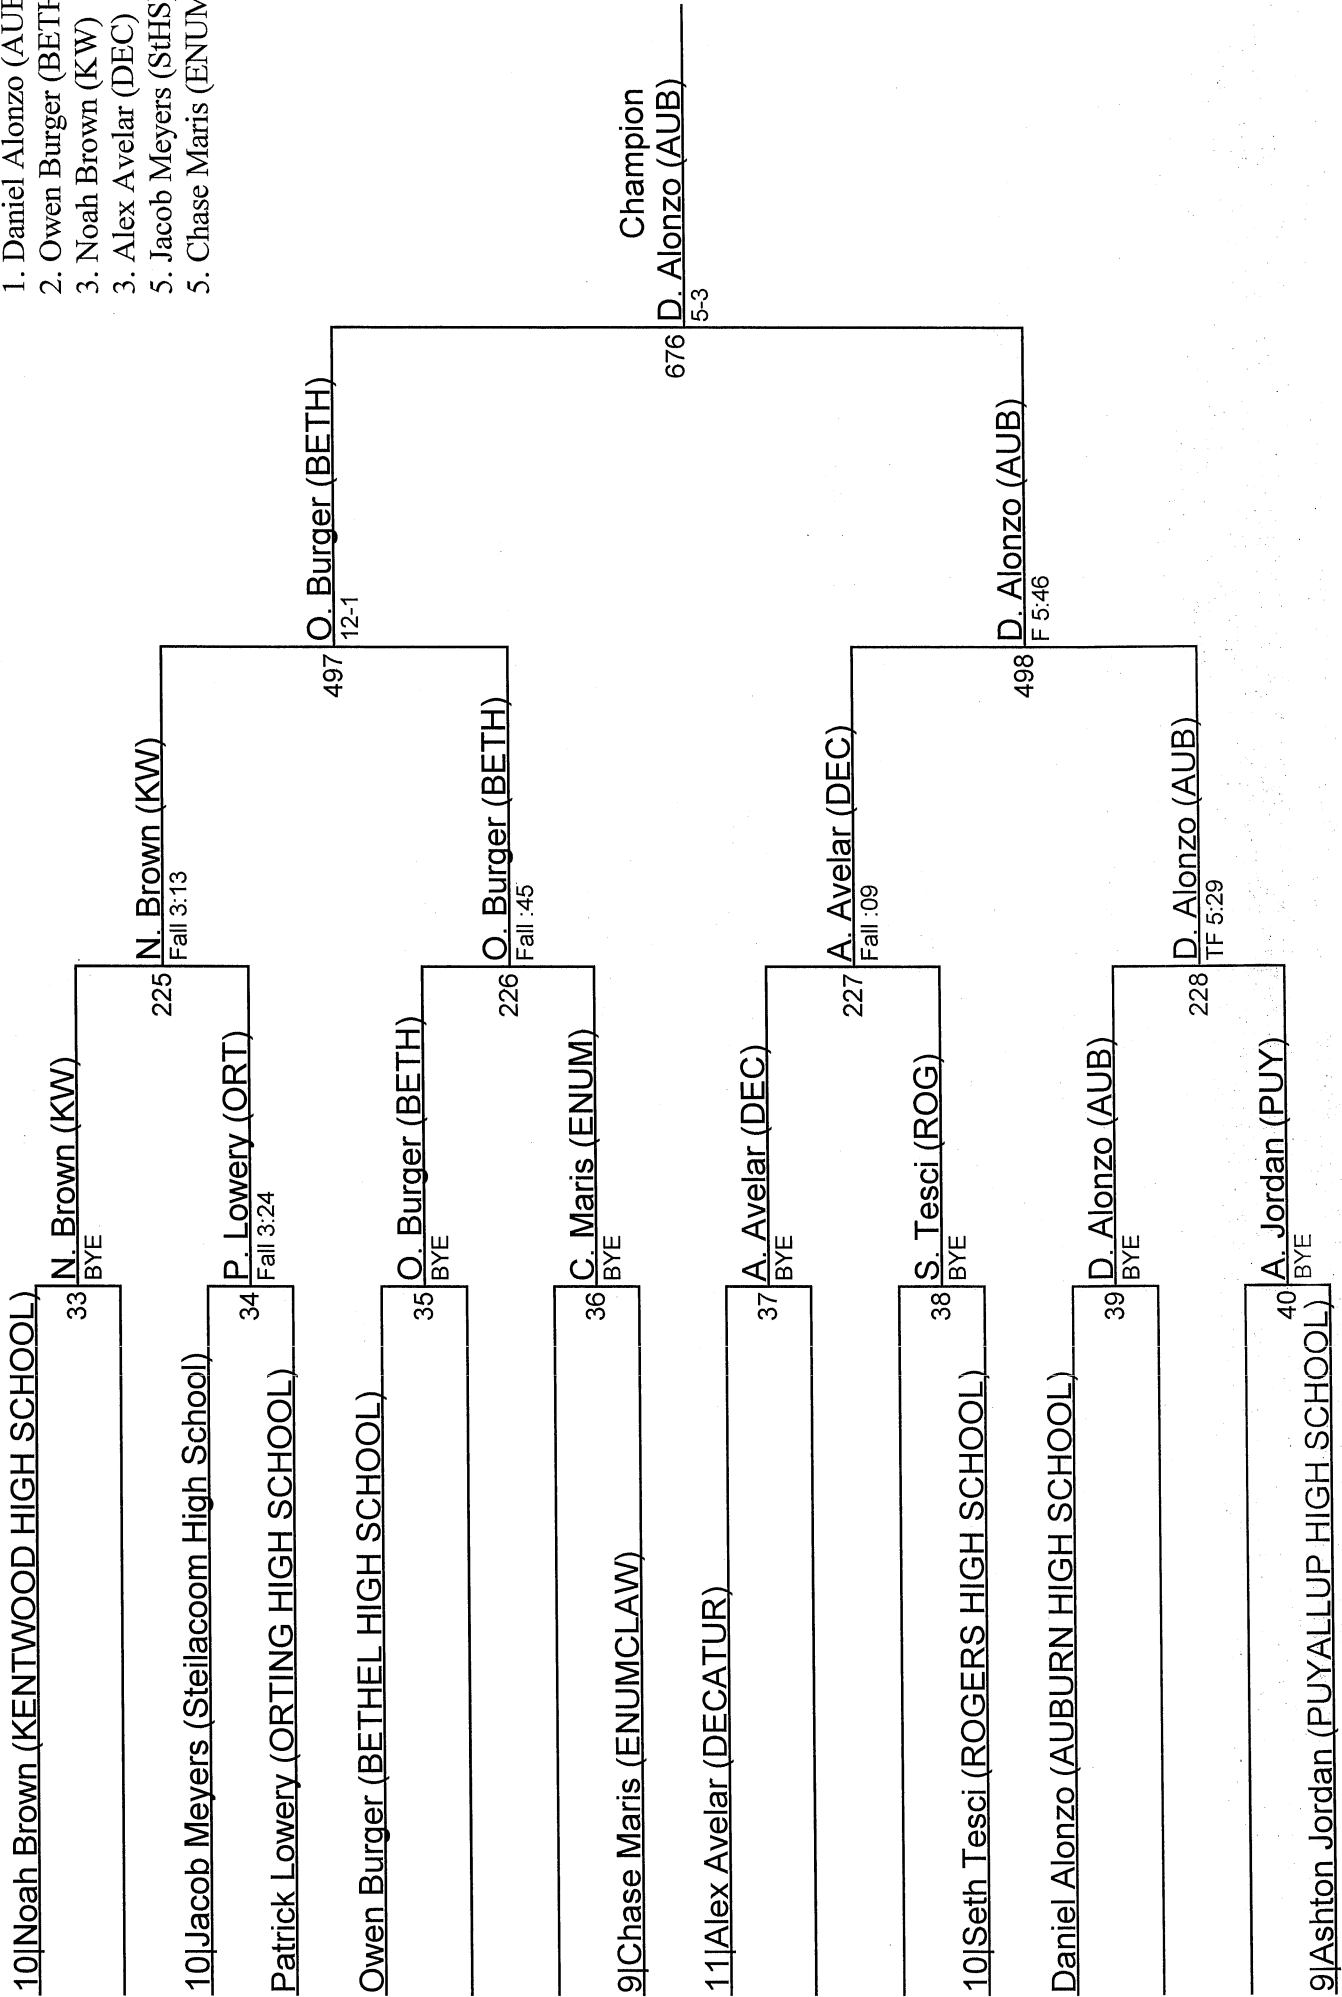 1. Daniel Alonzo (AUB
2. Owen Burger (BETH
3. Noah Brown (KW)
3. Alex Avelar (DEC)
5. Jacob Meyers (StHS
5. Chase Maris (ENUM
10|Noah Brown (KENTWOOD HIGH SCHOOL)
33
N. Brown (KW)
BYE
10|Jacob Meyers (Steilacoom High School)
34
P. Lowery (ORT)
Fall 3:24
Patrick Lowery (ORTING HIGH SCHOOL)
225
N. Brown (KW)
Fall 3:13
Owen Burger (BETHEL HIGH SCHOOL)
35
O. Burger (BETH)
BYE
36
C. Maris (ENUM)
BYE
9|Chase Maris (ENUMCLAW)
226
O. Burger (BETH)
Fall :45
497
O. Burger (BETH)
12-1
11|Alex Avelar (DECATUR)
37
A. Avelar (DEC)
BYE
38
S. Tesci (ROG)
BYE
10|Seth Tesci (ROGERS HIGH SCHOOL)
227
A. Avelar (DEC)
Fall :09
Daniel Alonzo (AUBURN HIGH SCHOOL)
39
D. Alonzo (AUB)
BYE
40
A. Jordan (PUY)
BYE
9|Ashton Jordan (PUYALLUP HIGH SCHOOL)
228
D. Alonzo (AUB)
TF 5:29
498
D. Alonzo (AUB)
F 5:46
676
Champion
D. Alonzo (AUB)
5-3